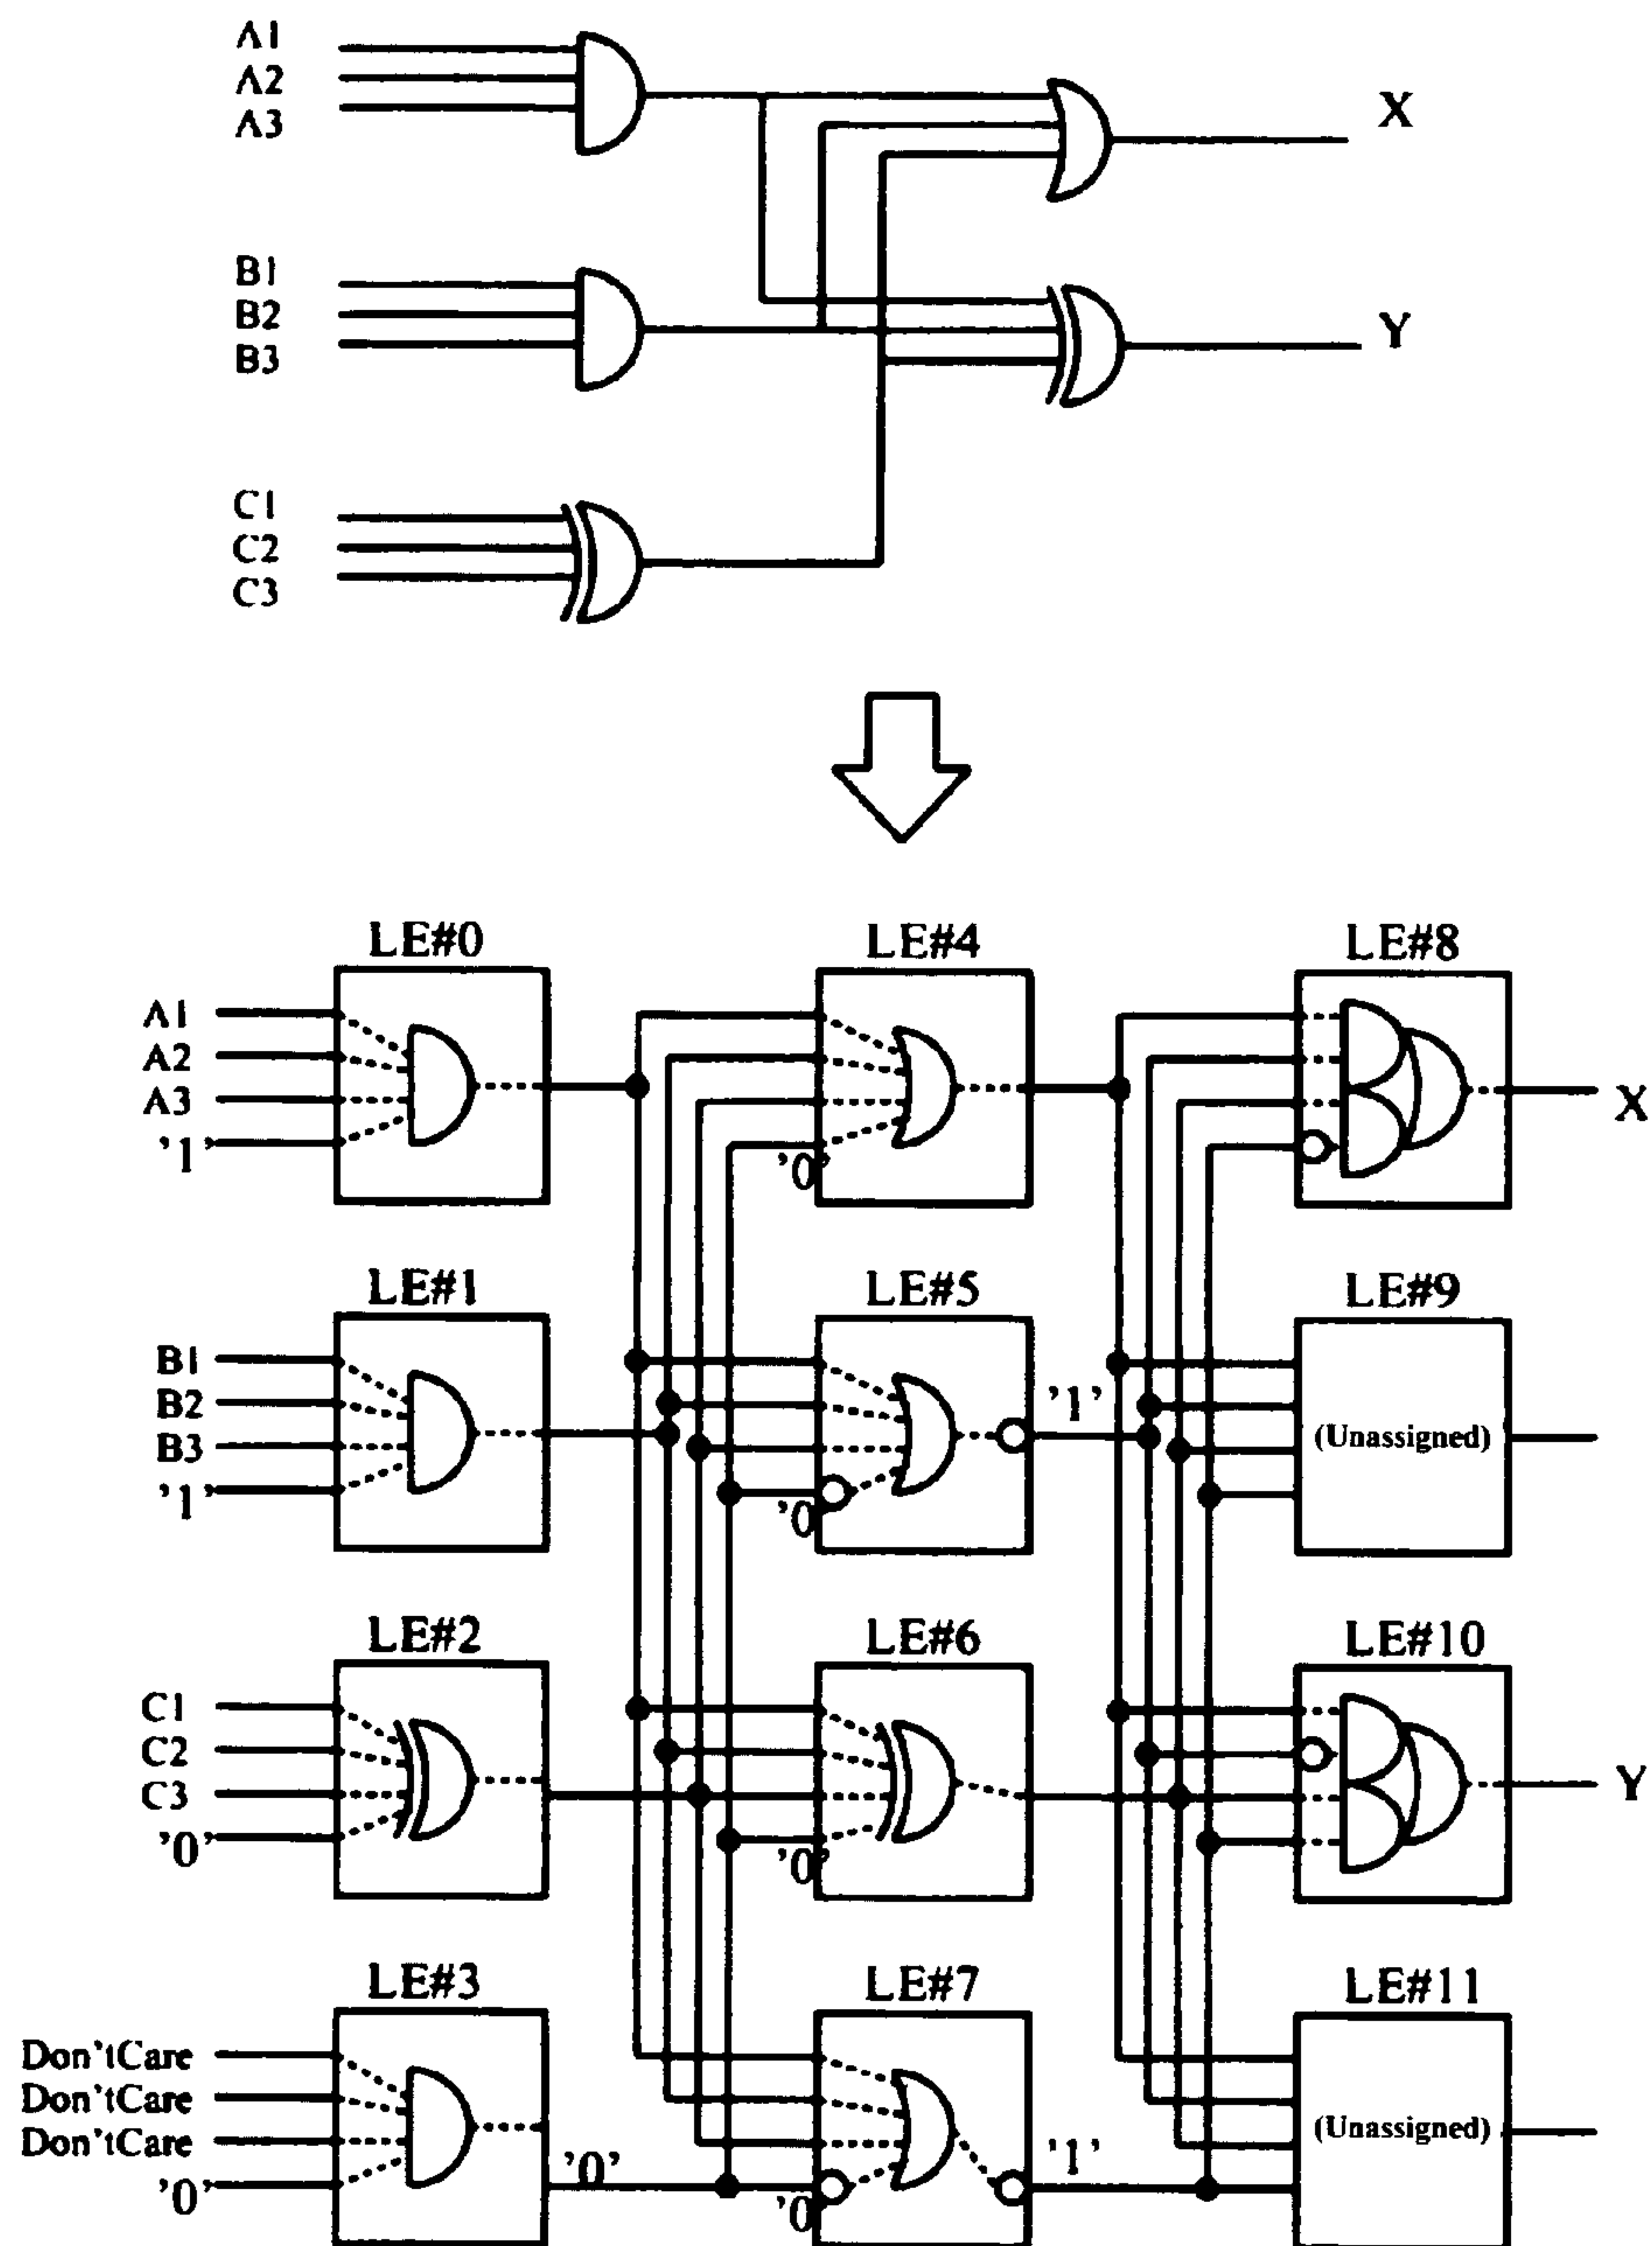 A1
A2
A3
X
B1
B2
B3
Y
C1
C2
C3
LE#0
LE#4
LE#8
A1
A2
A3
'1'
'0'
X
LE#1
LE#5
LE#9
B1
B2
B3
'1'
'0'
'1'
(Unassigned)
LE#2
LE#6
LE#10
C1
C2
C3
'0'
'0'
Y
LE#3
LE#7
LE#11
Don'tCare
Don'tCare
Don'tCare
'0'
'0'
'0'
'1'
(Unassigned)